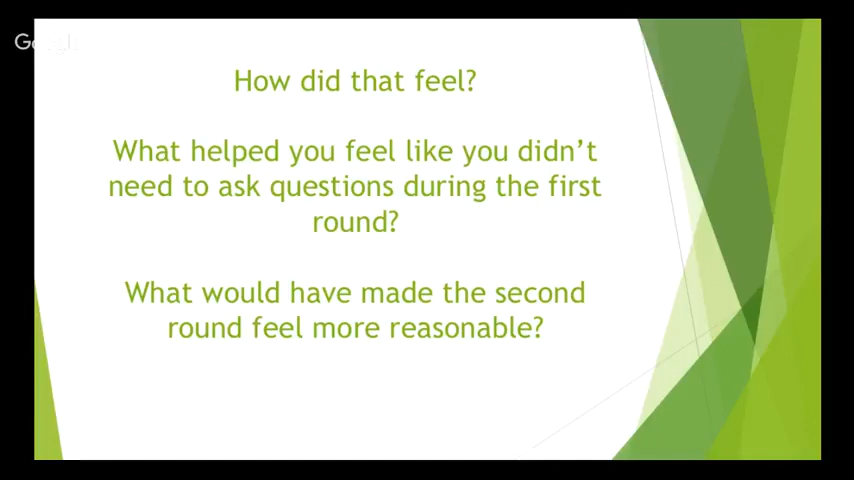 How did that feel?
What helped you feel like you didn’t
need to ask questions during the first
round?
What would have made the second
round feel more reasonable?